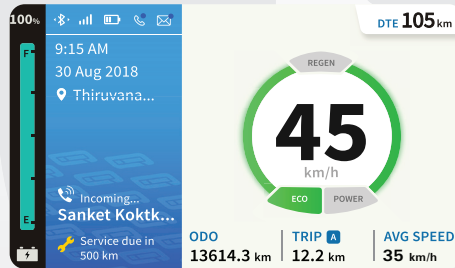 100%
F
E
9:15 AM
30 Aug 2018
Thiruvana...
Incoming...
Sanket Koktk...
Service due in
500 km
DTE 105 km
REGEN
45
km/h
ECO POWER
ODO
13614.3 km
TRIP A
12.2 km
AVG SPEED
35 km/h